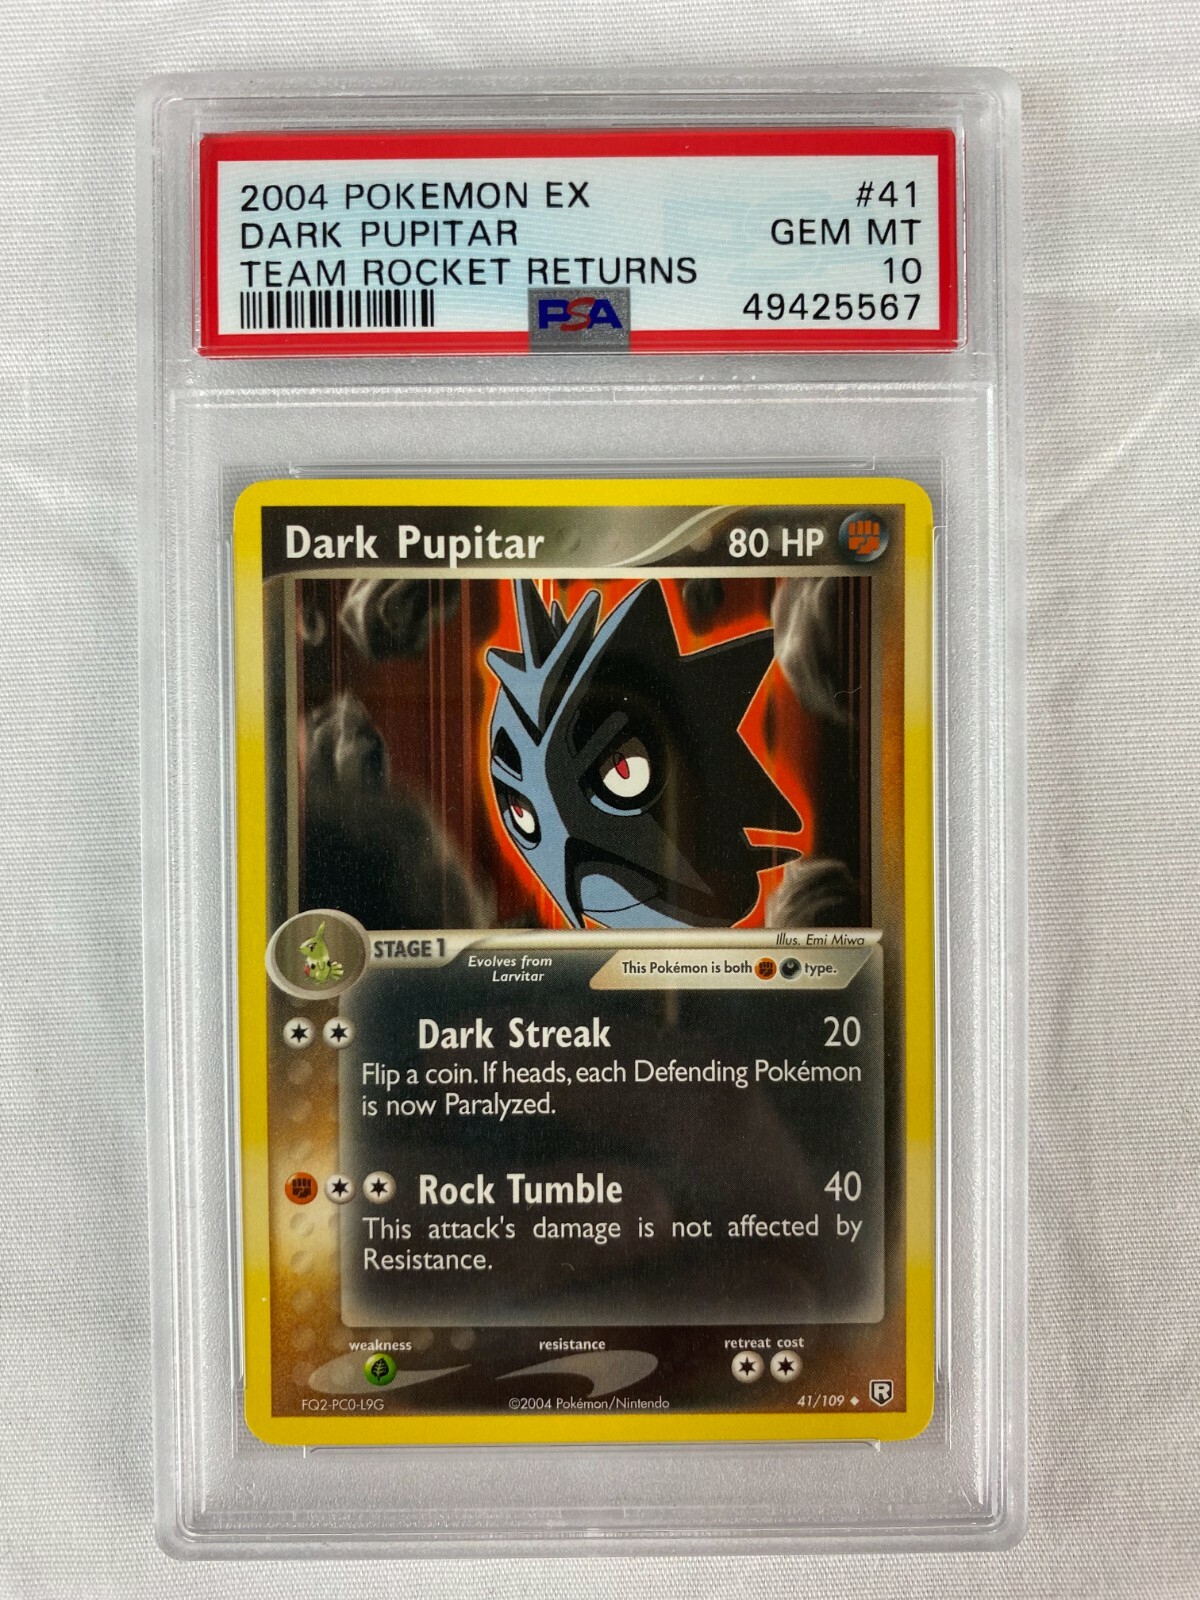 2004 POKEMON EX #41
DARK PUPITAR GEM MT
TEAM ROCKET RETURNS 10
PSA 49425567
Dark Pupitar 80 HP
Illus. Emi Miwa
STAGE 1
Evolves from
Larvitar
This Pokémon is both type.
Dark Streak 20
Flip a coin. If heads, each Defending Pokémon
is now Paralyzed.
Rock Tumble 40
This attack's damage is not affected by
Resistance.
weakness resistance retreat cost
FQ2-PC0-L9G ©2004 Pokémon/Nintendo 41/109 ◆ R